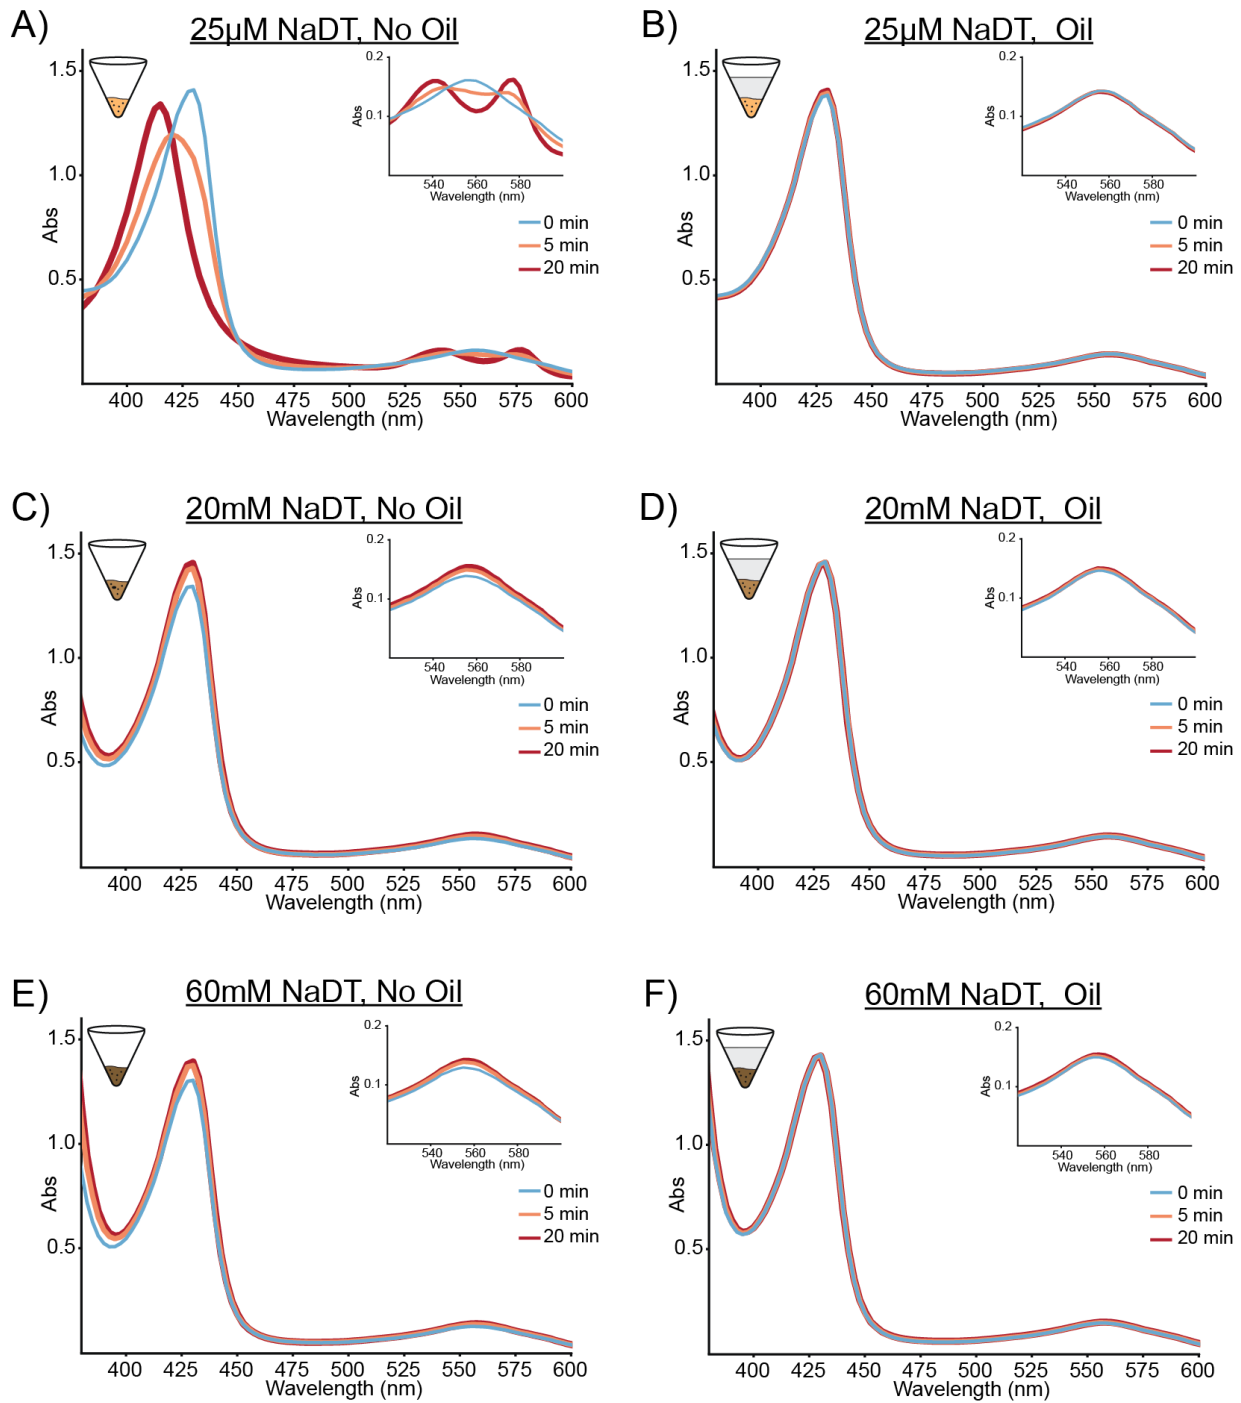 A)
25µM NaDT, No Oil
1.5
1.0
0.5
Abs
0.2
0.1
Abs
540 560 580
Wavelength (nm)
0 min
5 min
20 min
400 425 450 475 500 525 550 575 600
Wavelength (nm)
B)
25µM NaDT, Oil
1.5
1.0
0.5
Abs
0.2
0.1
Abs
540 560 580
Wavelength (nm)
0 min
5 min
20 min
400 425 450 475 500 525 550 575 600
Wavelength (nm)
C)
20mM NaDT, No Oil
1.5
1.0
0.5
Abs
0.2
0.1
Abs
540 560 580
Wavelength (nm)
0 min
5 min
20 min
400 425 450 475 500 525 550 575 600
Wavelength (nm)
D)
20mM NaDT, Oil
1.5
1.0
0.5
Abs
0.2
0.1
Abs
540 560 580
Wavelength (nm)
0 min
5 min
20 min
400 425 450 475 500 525 550 575 600
Wavelength (nm)
E)
60mM NaDT, No Oil
1.5
1.0
0.5
Abs
0.2
0.1
Abs
540 560 580
Wavelength (nm)
0 min
5 min
20 min
400 425 450 475 500 525 550 575 600
Wavelength (nm)
F)
60mM NaDT, Oil
1.5
1.0
0.5
Abs
0.2
0.1
Abs
540 560 580
Wavelength (nm)
0 min
5 min
20 min
400 425 450 475 500 525 550 575 600
Wavelength (nm)